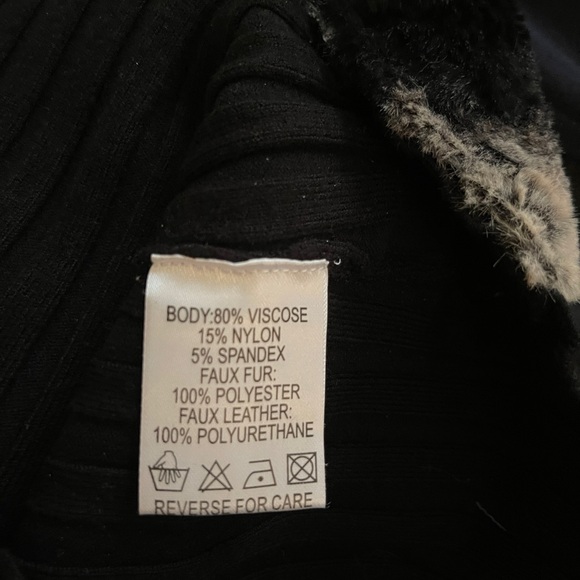 BODY:80% VISCOSE
15% NYLON
5% SPANDEX
FAUX FUR:
100% POLYESTER
FAUX LEATHER:
100% POLYURETHANE
REVERSE FOR CARE